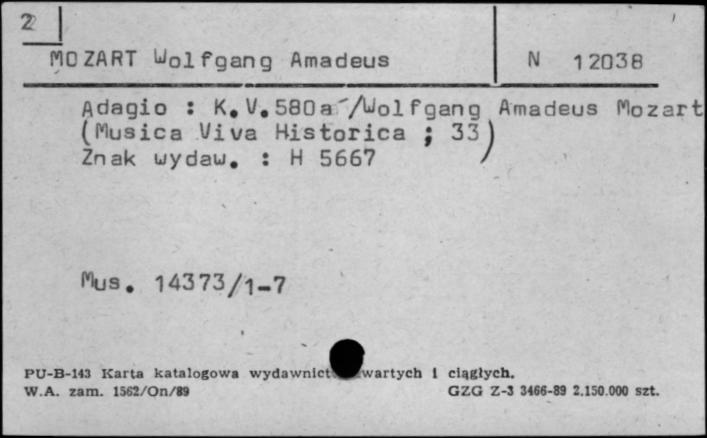 2
MOZART Wolfgang Amadeus N 12038
Adagio : K.V.580a /Wolfgang Amadeus Mozart
(Musica Viva Historica ; 33)
Znak wydaw. : H 5667
Mus. 14373/1-7
PU-B-143 Karta katalogowa wydawnict wartych i ciągłych.
W.A. zam. 1562/On/89 GZG Z-3 3466-89 2.150.000 szt.